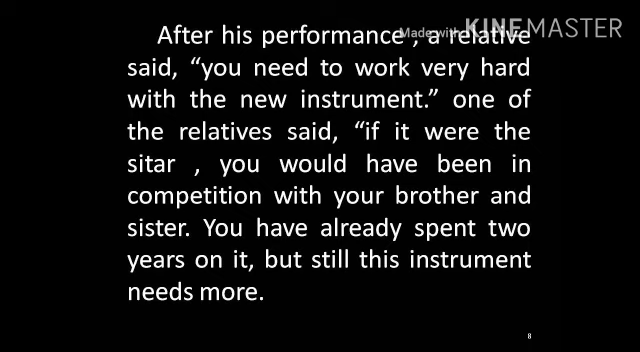 After his performance , a relative
Made with KINEMASTER
said, “you need to work very hard
with the new instrument.” one of
the relatives said, “if it were the
sitar , you would have been in
competition with your brother and
sister. You have already spent two
years on it, but still this instrument
needs more.
8